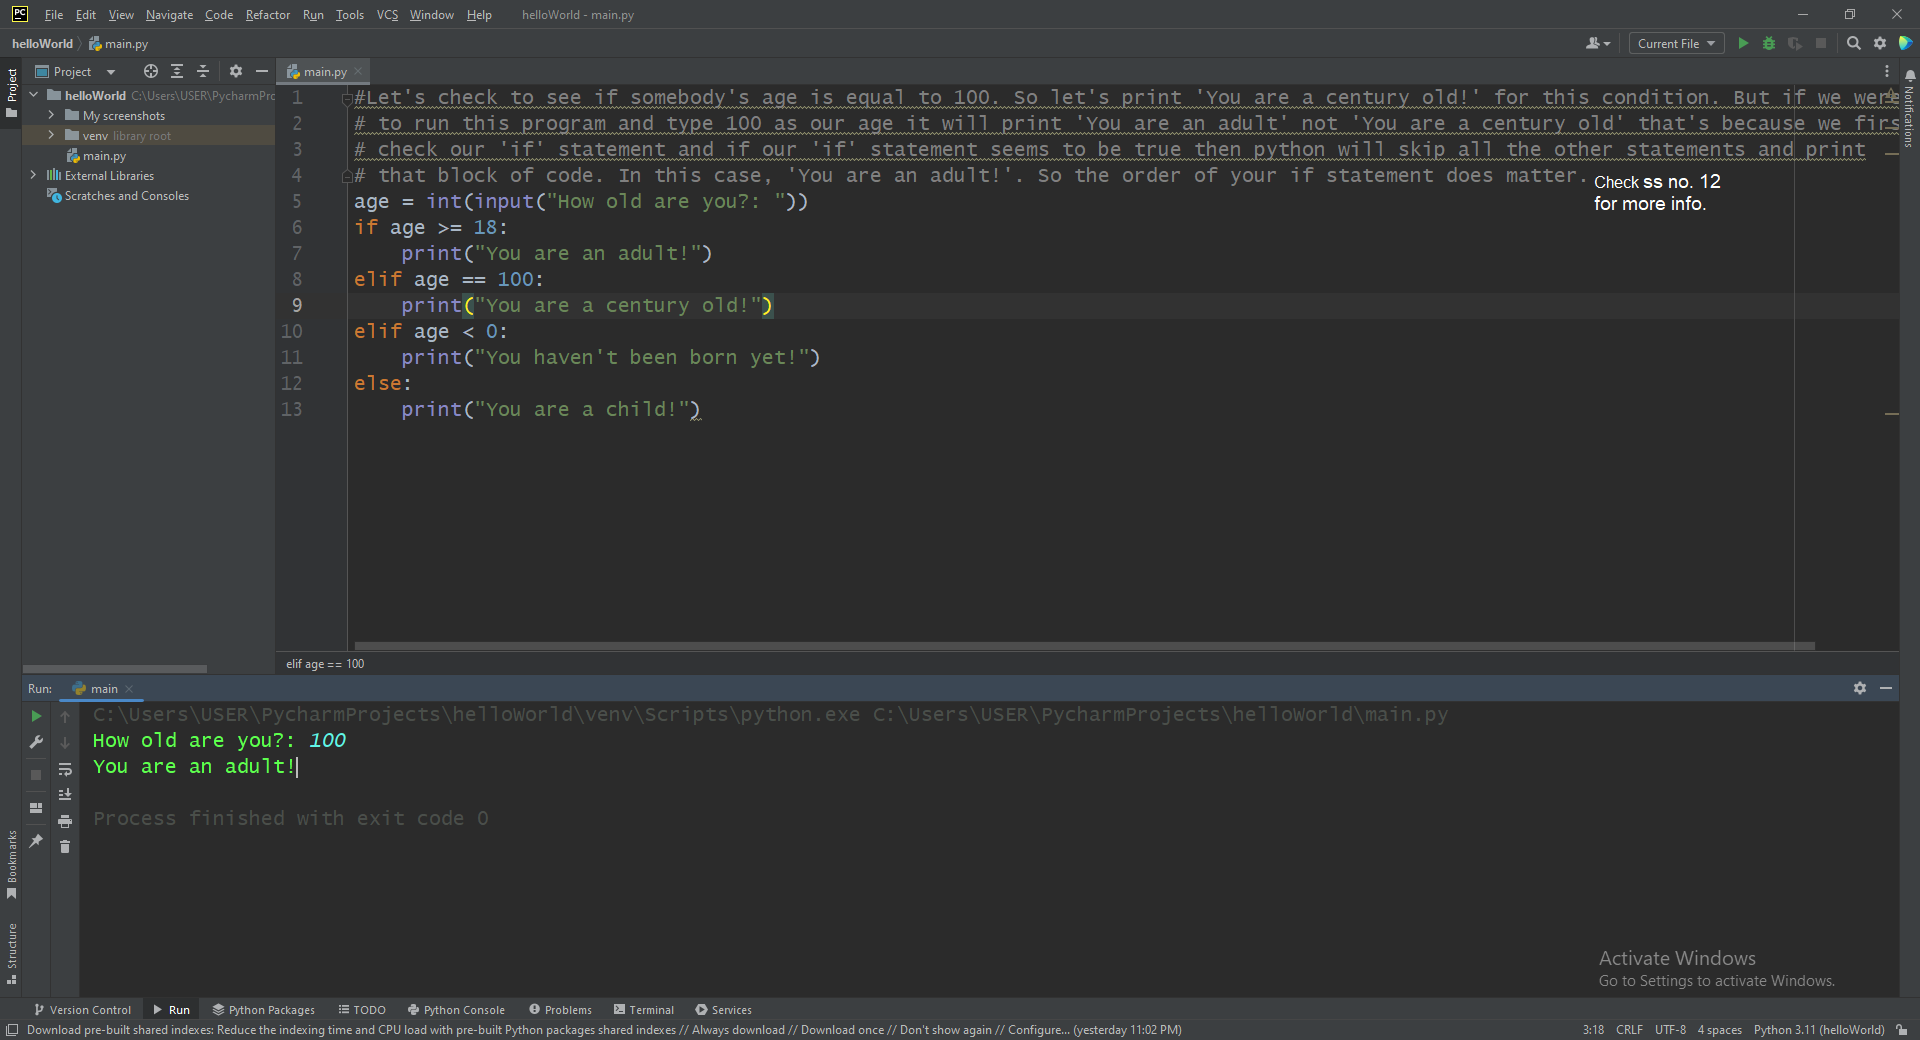 PC File Edit View Navigate Code Refactor Run Tools VCS Window Help helloWorld - main.py
helloWorld main.py Current File
Project main.py
Project
helloWorld C:\Users\USER\PycharmPro
My screenshots
venv library root
main.py
External Libraries
Scratches and Consoles
1 #Let's check to see if somebody's age is equal to 100. So let's print 'You are a century old!' for this condition. But if we were
2 # to run this program and type 100 as our age it will print 'You are an adult' not 'You are a century old' that's because we firs
3 # check our 'if' statement and if our 'if' statement seems to be true then python will skip all the other statements and print
4 # that block of code. In this case, 'You are an adult!'. So the order of your if statement does matter.
Check ss no. 12
for more info.
5 age = int(input("How old are you?: "))
6 if age >= 18:
7     print("You are an adult!")
8 elif age == 100:
9     print("You are a century old!")
10 elif age < 0:
11     print("You haven't been born yet!")
12 else:
13     print("You are a child!")
Notifications
elif age == 100
Run: main
C:\Users\USER\PycharmProjects\helloWorld\venv\Scripts\python.exe C:\Users\USER\PycharmProjects\helloWorld\main.py
How old are you?: 100
You are an adult!
Process finished with exit code 0
Bookmarks
Structure
Activate Windows
Go to Settings to activate Windows.
Version Control Run Python Packages TODO Python Console Problems Terminal Services
Download pre-built shared indexes: Reduce the indexing time and CPU load with pre-built Python packages shared indexes // Always download // Download once // Don't show again // Configure... (yesterday 11:02 PM) 3:18 CRLF UTF-8 4 spaces Python 3.11 (helloWorld)